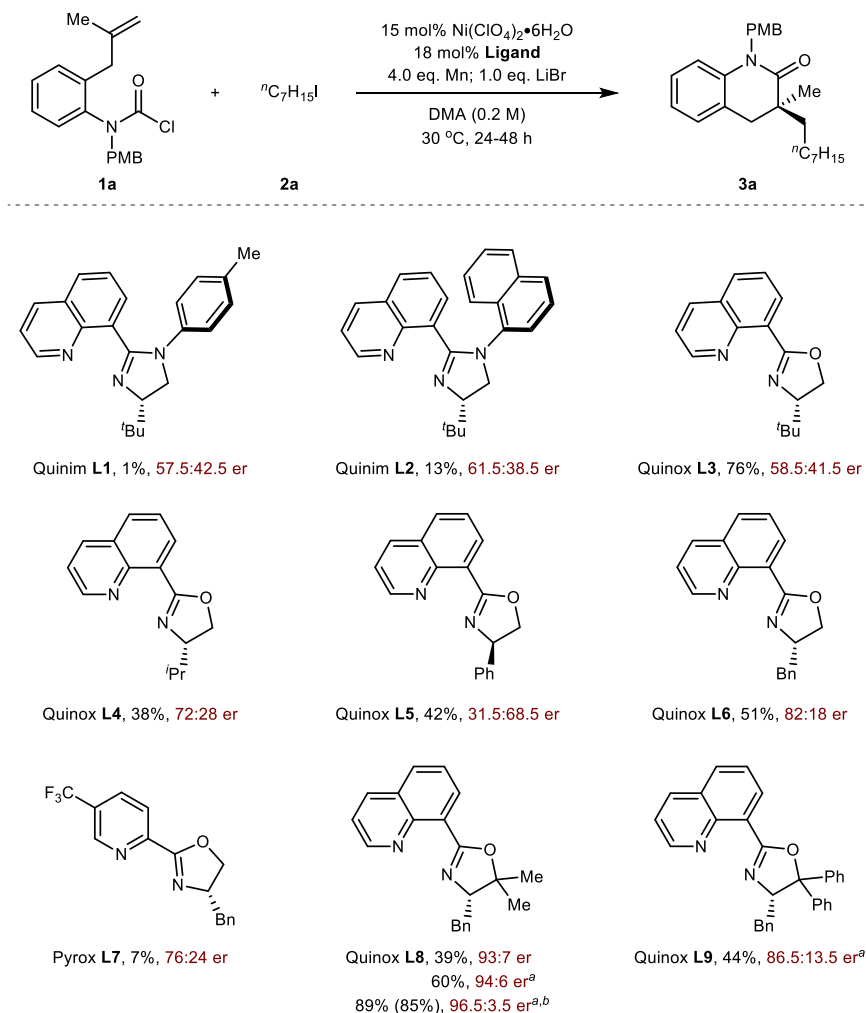 Me
O
N
Cl
PMB
1a
+
ⁿC₇H₁₅I
2a
15 mol% Ni(ClO₄)₂•6H₂O
18 mol% Ligand
4.0 eq. Mn; 1.0 eq. LiBr
DMA (0.2 M)
30 ᵒC, 24-48 h
PMB
N
O
Me
ⁿC₇H₁₅
3a
Me
N
N
N
ᵗBu
Quinim L1, 1%, 57.5:42.5 er
N
N
N
ᵗBu
Quinim L2, 13%, 61.5:38.5 er
N
O
N
ᵗBu
Quinox L3, 76%, 58.5:41.5 er
N
O
N
ⁱPr
Quinox L4, 38%, 72:28 er
N
O
N
Ph
Quinox L5, 42%, 31.5:68.5 er
N
O
N
Bn
Quinox L6, 51%, 82:18 er
F₃C
N
O
N
Bn
Pyrox L7, 7%, 76:24 er
N
O
N
Me
Me
Bn
Quinox L8, 39%, 93:7 er
60%, 94:6 erᵃ
89% (85%), 96.5:3.5 erᵃ,ᵇ
N
O
N
Ph
Ph
Bn
Quinox L9, 44%, 86.5:13.5 erᵃ